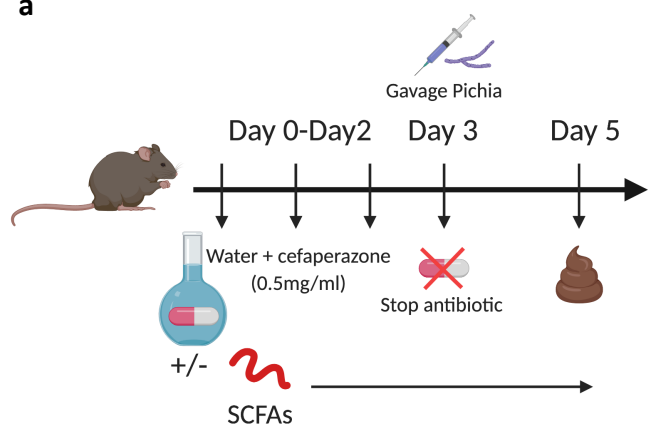 a
Gavage Pichia
Day 0-Day2 Day 3 Day 5
Water + cefaperazone
(0.5mg/ml)
Stop antibiotic
+/-
SCFAs